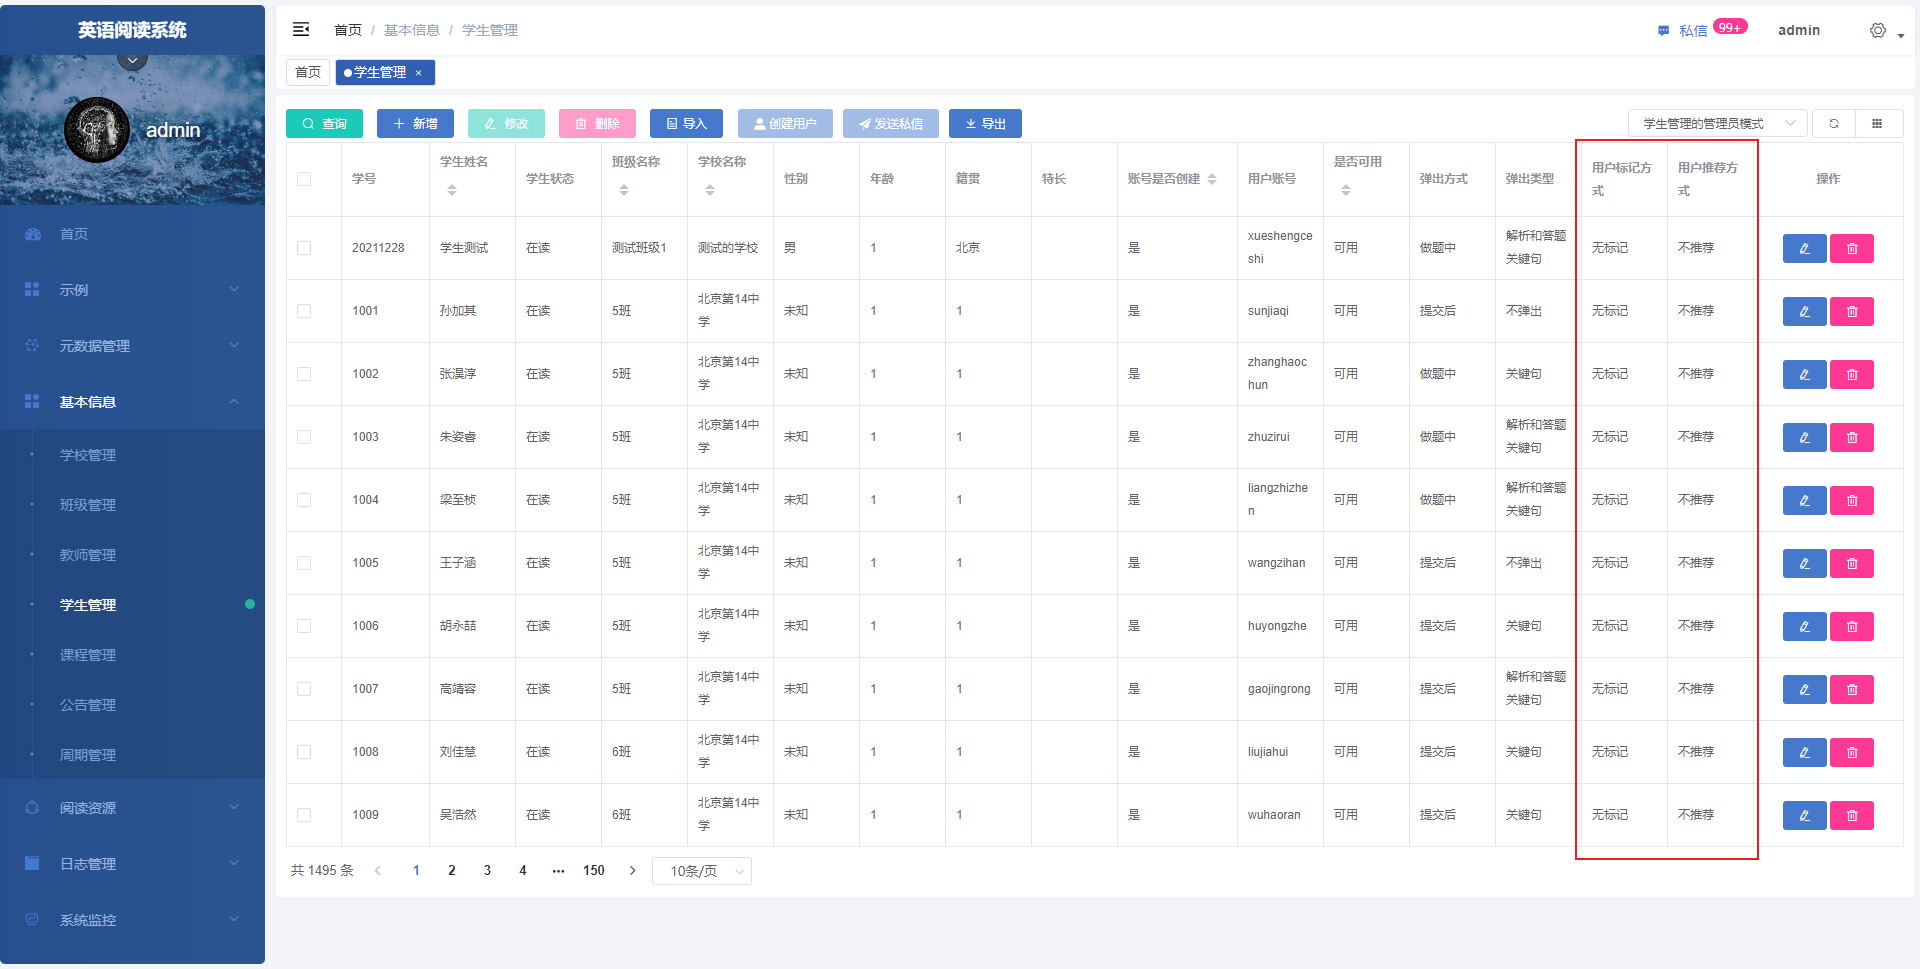 英语阅读系统
admin
首页
示例
元数据管理
基本信息
学校管理
班级管理
教师管理
学生管理
课程管理
公告管理
周期管理
阅读资源
日志管理
系统监控
首页 / 基本信息 / 学生管理
私信 99+ admin
首页 学生管理 ×
查询 新增 修改 删除 导入 创建用户 发送私信 导出 学生管理的管理员模式
学号 学生姓名 学生状态 班级名称 学校名称 性别 年龄 籍贯 特长 账号是否创建 用户账号 是否可用 弹出方式 弹出类型 用户标记方式 用户推荐方式 操作
20211228 学生测试 在读 测试班级1 测试的学校 男 1 北京 是 xueshengceshi 可用 做题中 解析和答题关键句 无标记 不推荐
1001 孙加其 在读 5班 北京第14中学 未知 1 1 是 sunjiaqi 可用 提交后 不弹出 无标记 不推荐
1002 张淏淳 在读 5班 北京第14中学 未知 1 1 是 zhanghaochun 可用 做题中 关键句 无标记 不推荐
1003 朱姿睿 在读 5班 北京第14中学 未知 1 1 是 zhuzirui 可用 做题中 解析和答题关键句 无标记 不推荐
1004 梁至桢 在读 5班 北京第14中学 未知 1 1 是 liangzhizhen 可用 做题中 解析和答题关键句 无标记 不推荐
1005 王子涵 在读 5班 北京第14中学 未知 1 1 是 wangzihan 可用 提交后 不弹出 无标记 不推荐
1006 胡永喆 在读 5班 北京第14中学 未知 1 1 是 huyongzhe 可用 提交后 关键句 无标记 不推荐
1007 高靖容 在读 5班 北京第14中学 未知 1 1 是 gaojingrong 可用 提交后 解析和答题关键句 无标记 不推荐
1008 刘佳慧 在读 6班 北京第14中学 未知 1 1 是 liujiahui 可用 提交后 关键句 无标记 不推荐
1009 吴浩然 在读 6班 北京第14中学 未知 1 1 是 wuhaoran 可用 提交后 关键句 无标记 不推荐
共 1495 条 1 2 3 4 ••• 150 10条/页